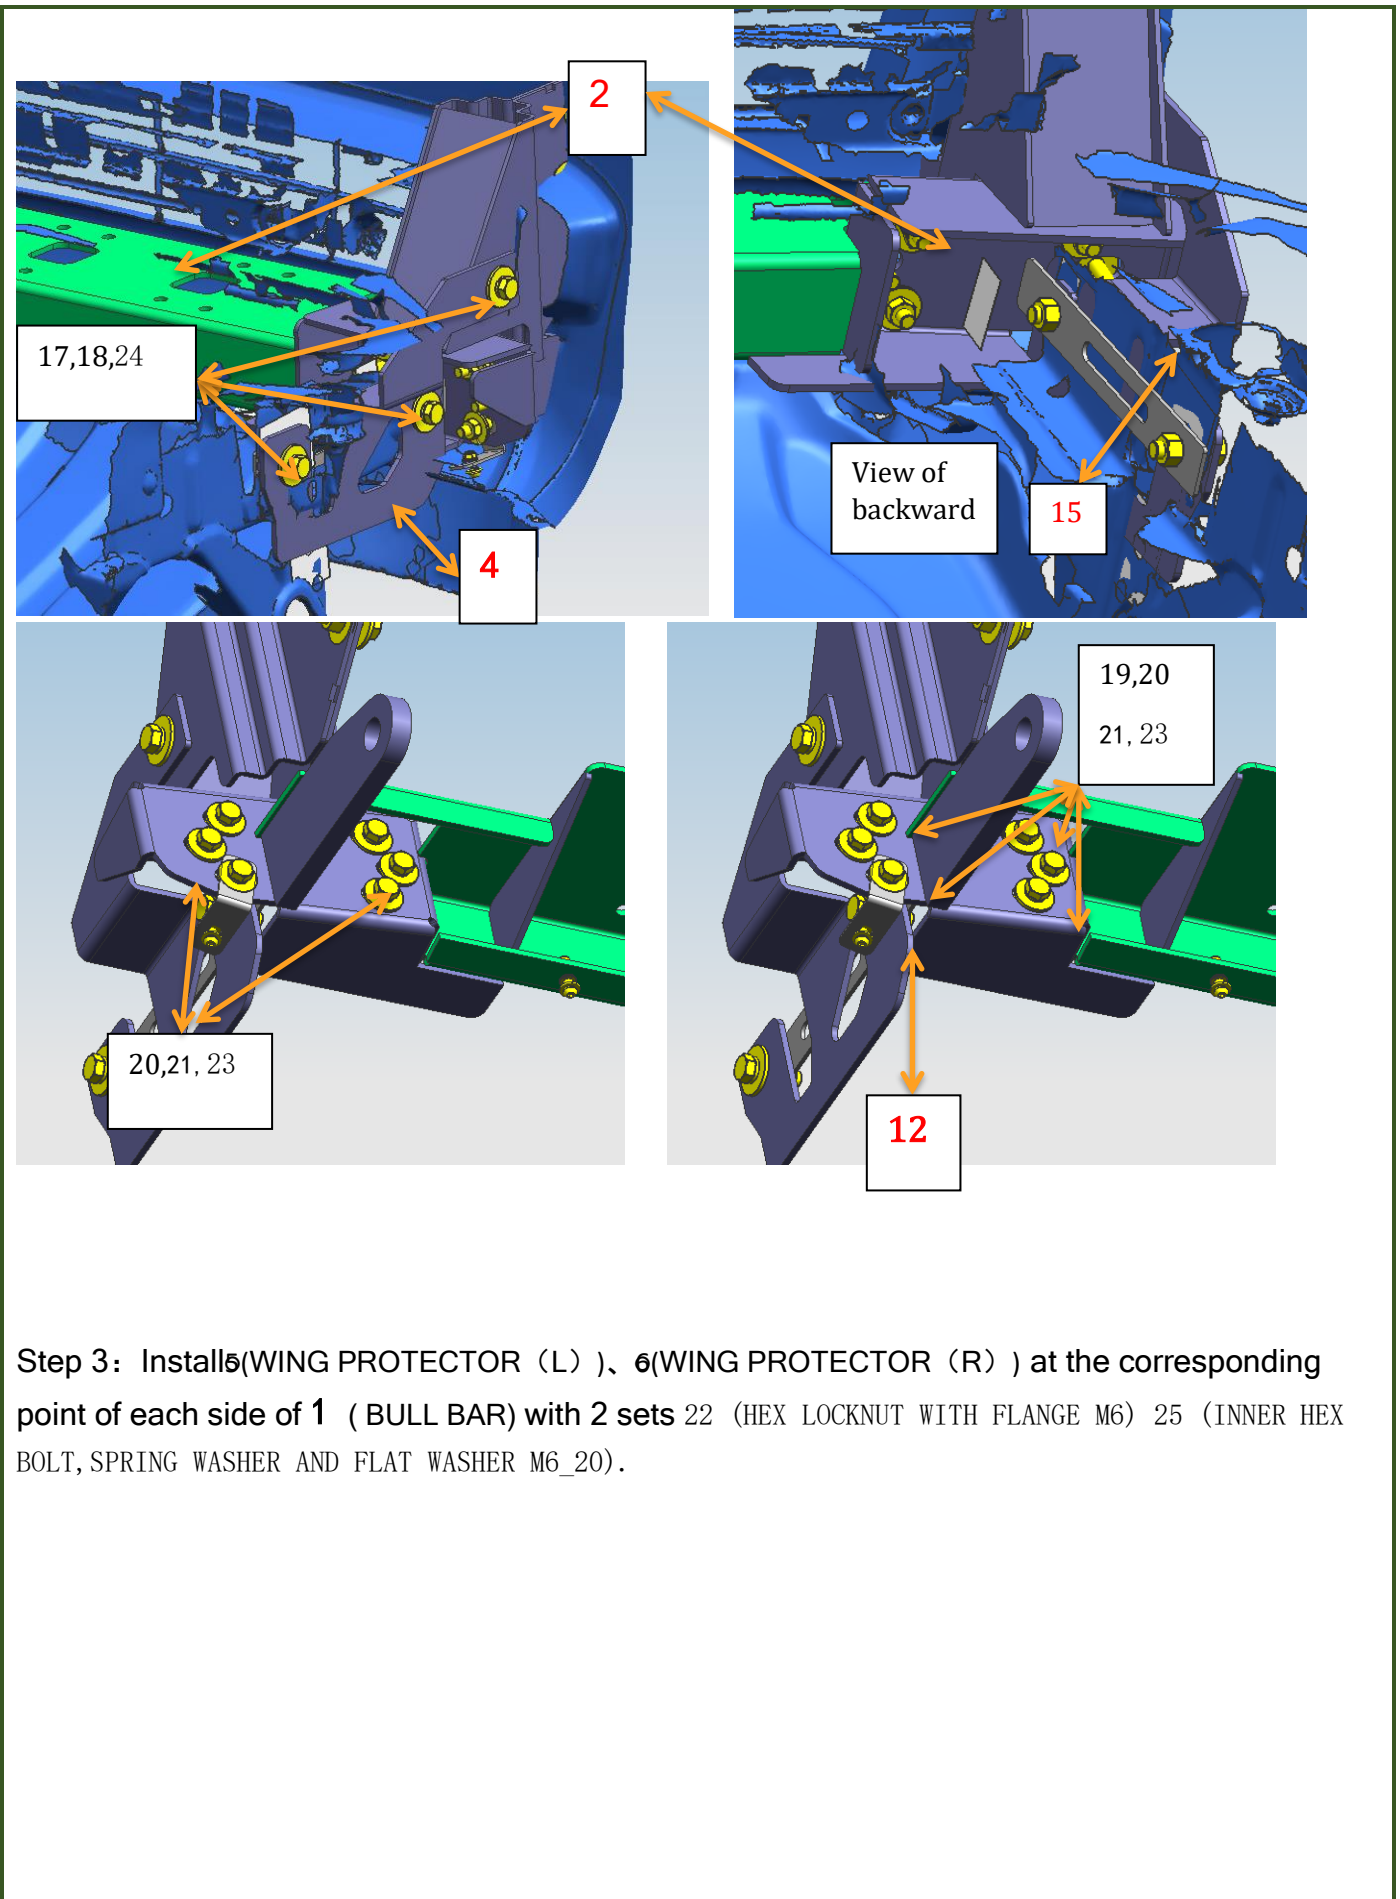 2
17,18,24
4
View of
backward
15
19,20
21, 23
20,21, 23
12
Step 3：Install5(WING PROTECTOR（L）)、6(WING PROTECTOR（R）) at the corresponding
point of each side of 1 （BULL BAR) with 2 sets 22 (HEX LOCKNUT WITH FLANGE M6) 25 (INNER HEX
BOLT,SPRING WASHER AND FLAT WASHER M6_20).